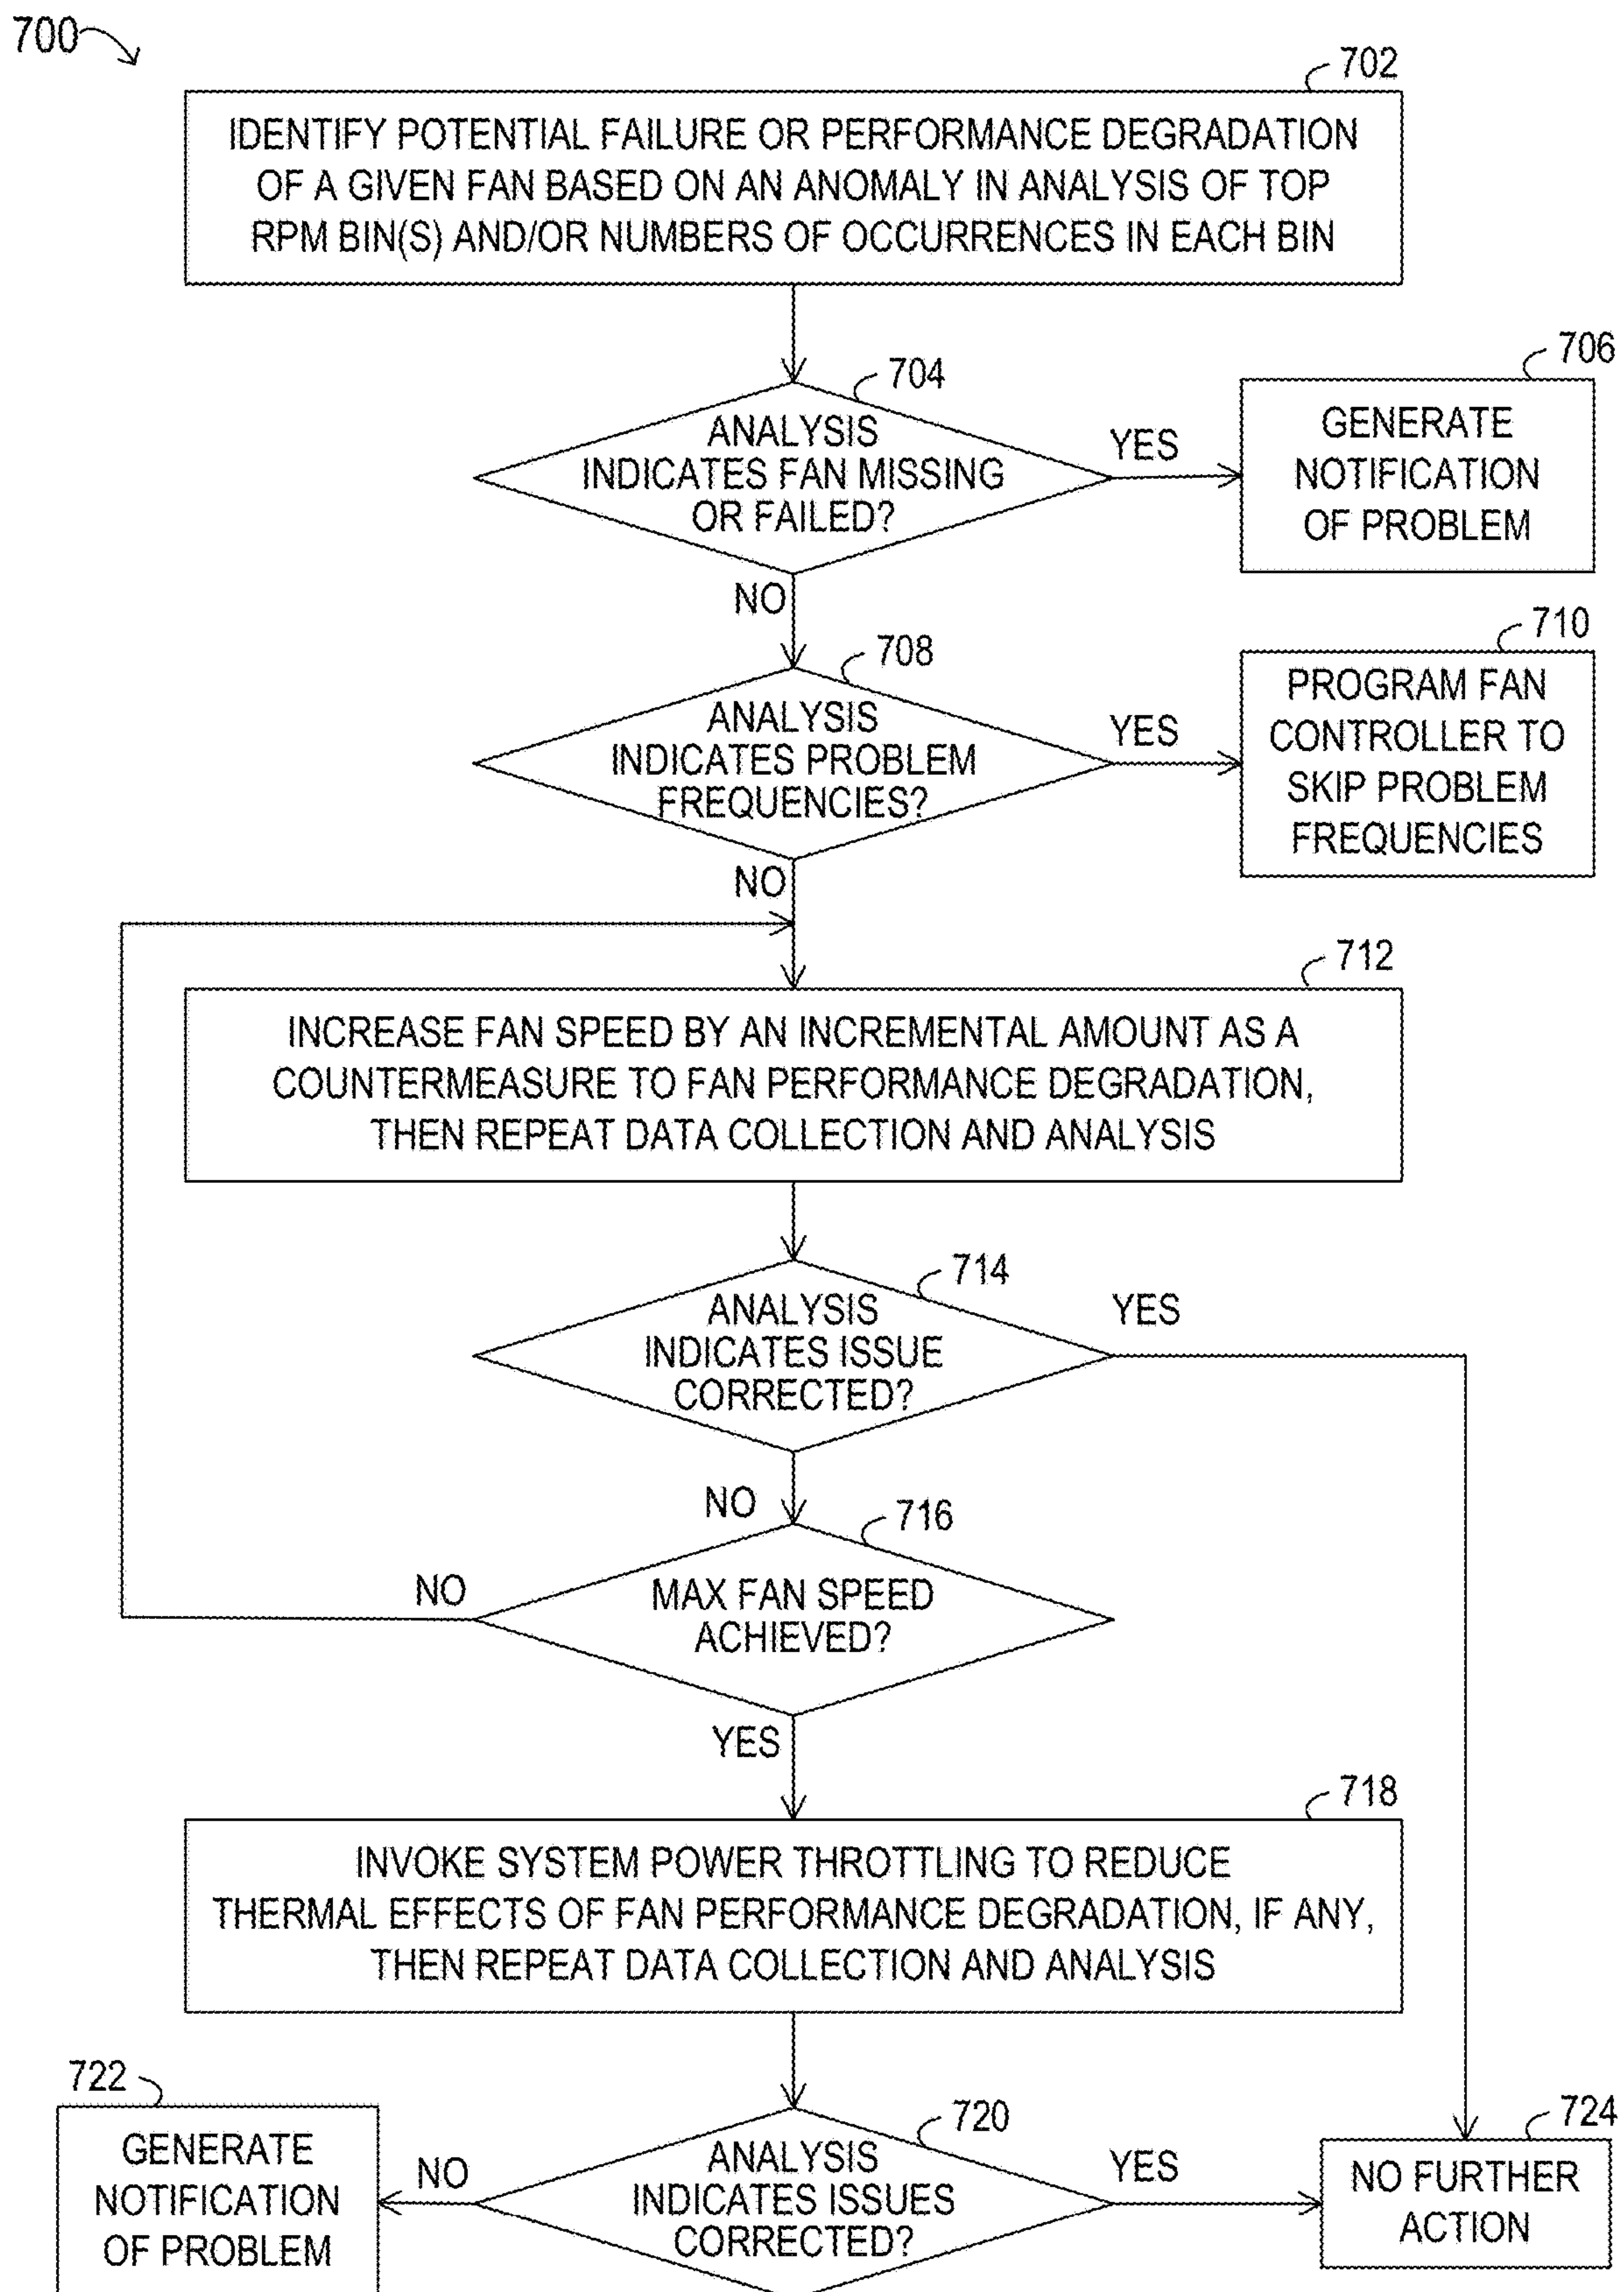 700
702
IDENTIFY POTENTIAL FAILURE OR PERFORMANCE DEGRADATION
OF A GIVEN FAN BASED ON AN ANOMALY IN ANALYSIS OF TOP
RPM BIN(S) AND/OR NUMBERS OF OCCURRENCES IN EACH BIN
704
ANALYSIS
INDICATES FAN MISSING
OR FAILED?
YES
706
GENERATE
NOTIFICATION
OF PROBLEM
NO
708
ANALYSIS
INDICATES PROBLEM
FREQUENCIES?
YES
710
PROGRAM FAN
CONTROLLER TO
SKIP PROBLEM
FREQUENCIES
NO
712
INCREASE FAN SPEED BY AN INCREMENTAL AMOUNT AS A
COUNTERMEASURE TO FAN PERFORMANCE DEGRADATION,
THEN REPEAT DATA COLLECTION AND ANALYSIS
714
ANALYSIS
INDICATES ISSUE
CORRECTED?
YES
NO
716
MAX FAN SPEED
ACHIEVED?
NO
YES
718
INVOKE SYSTEM POWER THROTTLING TO REDUCE
THERMAL EFFECTS OF FAN PERFORMANCE DEGRADATION, IF ANY,
THEN REPEAT DATA COLLECTION AND ANALYSIS
720
ANALYSIS
INDICATES ISSUES
CORRECTED?
NO
722
GENERATE
NOTIFICATION
OF PROBLEM
YES
724
NO FURTHER
ACTION